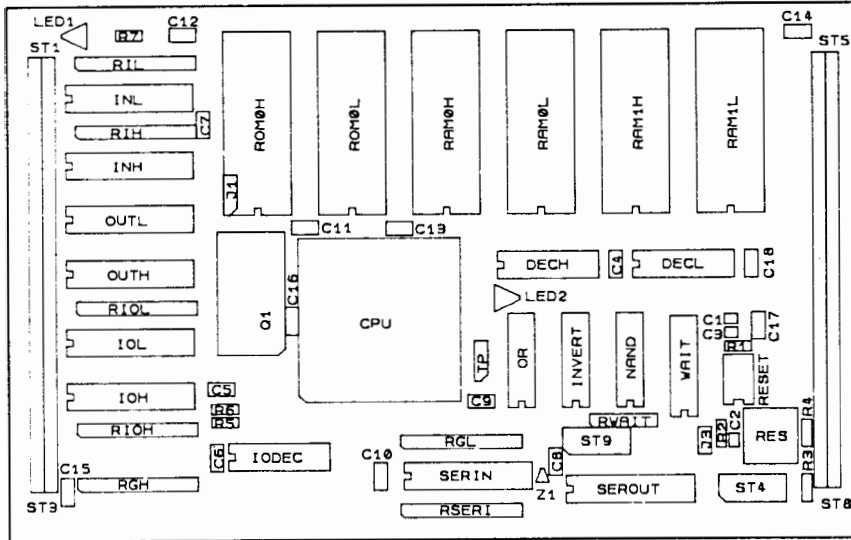 LED1
R7
C12
C14
ST1
ST5
RIL
INL
RIH
C7
INH
ROM0H
ROM0L
RAM0H
RAM0L
RAM1H
RAM1L
J1
OUTL
C11
C13
OUTH
C16
Q1
CPU
DECH
C4
DECL
C18
LED2
RIOL
IOL
TP
OR
INVERT
NAND
WAIT
C1
C3
R1
C17
RESET
IOH
C5
R6
R5
C9
RIOH
RWAIT
ST9
J3
R2
C2
RES
R4
R3
C6
IODEC
RGL
C10
SERIN
C8
Z1
SEROUT
ST4
C15
RGH
RSERI
ST3
ST8